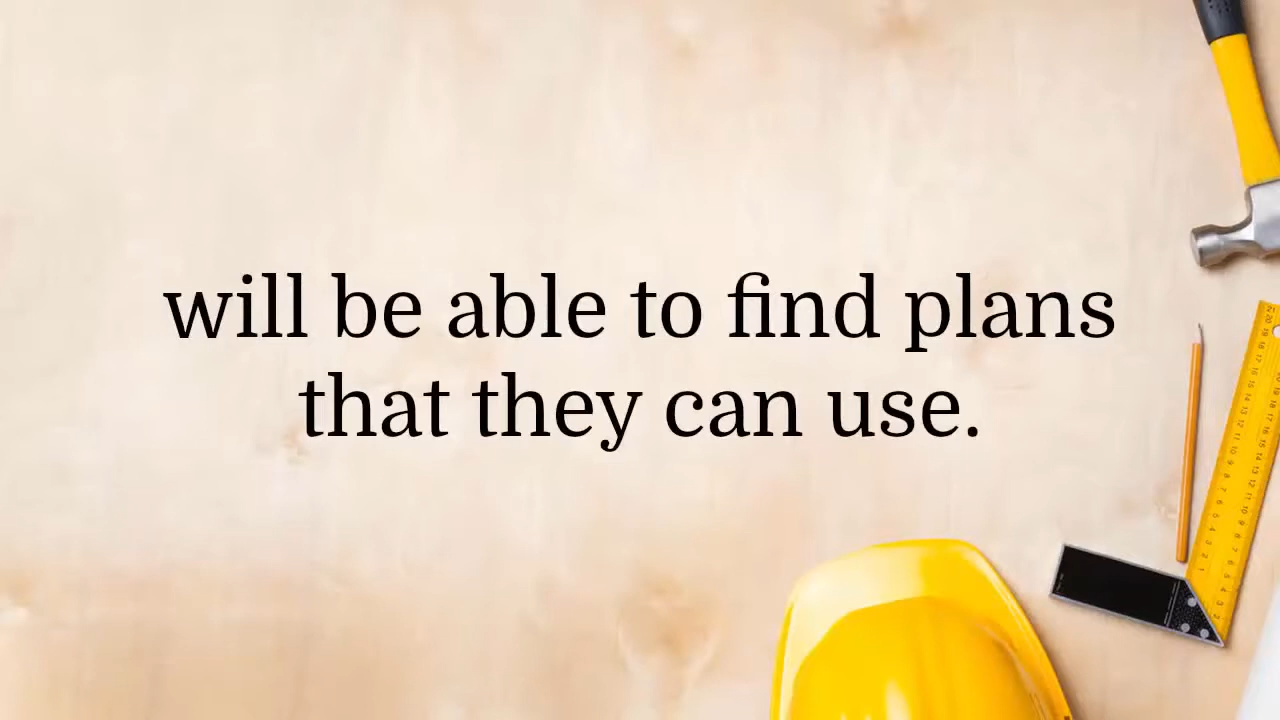 will be able to find plans
that they can use.